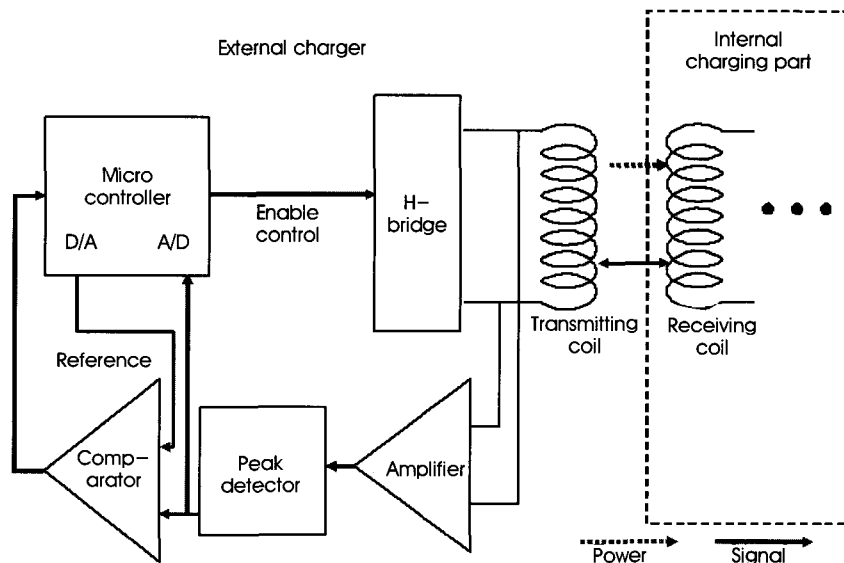 External charger
Internal
charging part
Micro
controller
D/A
A/D
Enable
control
H-
bridge
Transmitting
coil
Receiving
coil
Reference
Comp-
arator
Peak
detector
Amplifier
Power
Signal